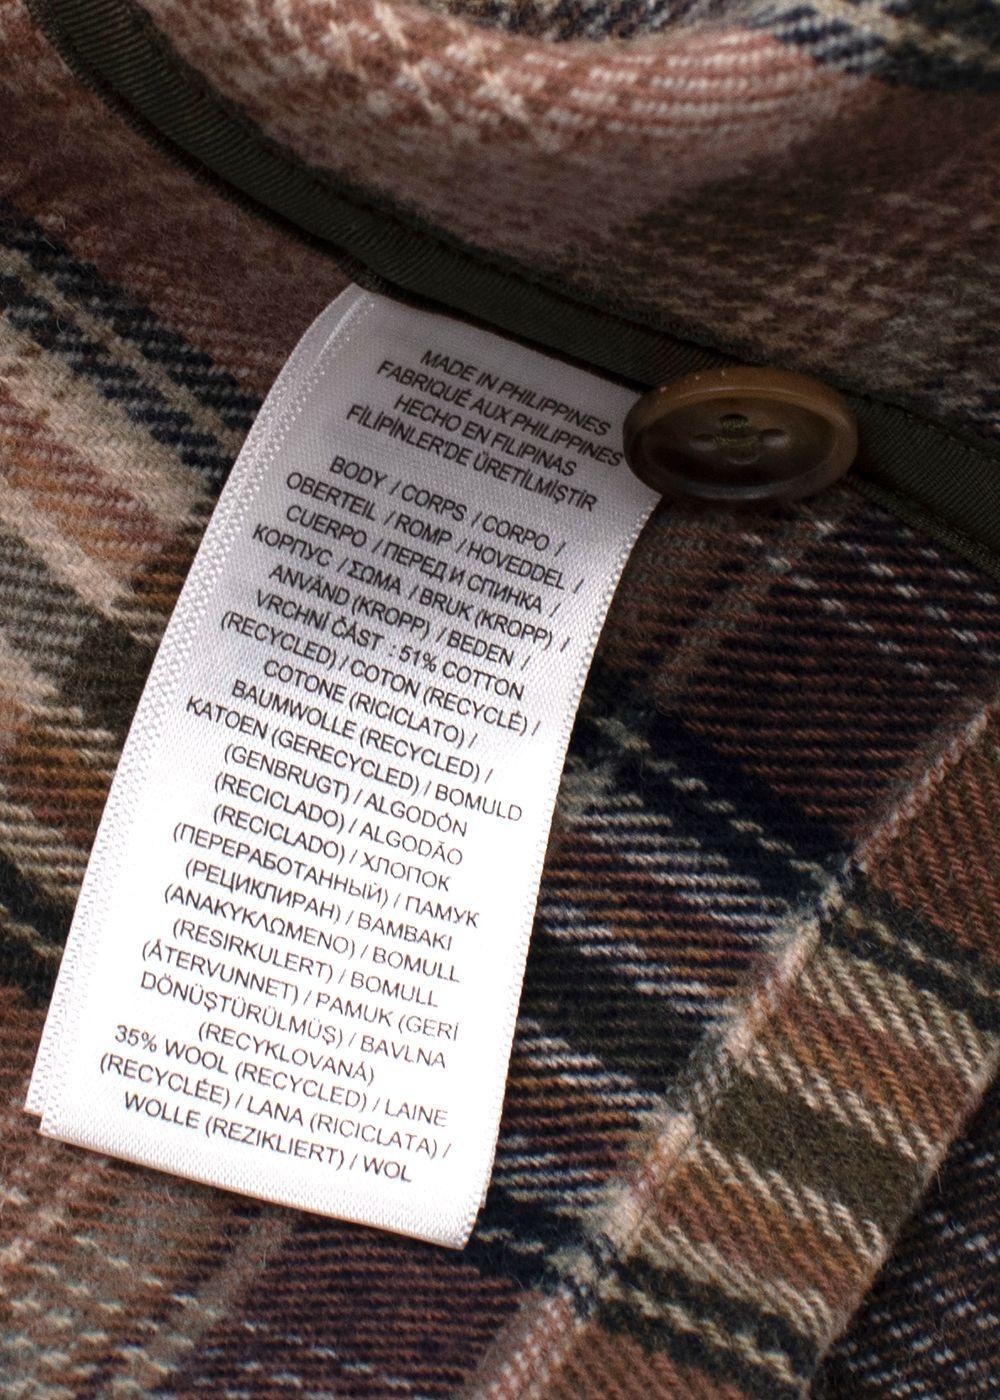 MADE IN PHILIPPINES
FABRIQUÉ AUX PHILIPPINES
HECHO EN FILIPINAS
FİLİPİNLER'DE ÜRETİLMİŞTİR
BODY / CORPS / CORPO /
OBERTEIL / ROMP / HOVEDDEL /
CUERPO / ПЕРЕД И СПИНКА /
КОРПУС / ΣΩΜΑ / BRUK (KROPP) /
ANVÄND (KROPP) / BEDEN /
VRCHNÍ ČÁST : 51% COTTON
(RECYCLED) / COTON (RECYCLÉ) /
COTONE (RICICLATO) /
BAUMWOLLE (RECYCLED) /
KATOEN (GERECYCLED) / BOMULD
(GENBRUGT) / ALGODÓN
(RECICLADO) / ALGODÃO
(RECICLADO) / ХЛОПОК
(ПЕРЕРАБОТАННЫЙ) / ПАМУК
(РЕЦИКЛИРАН) / ΒΑΜΒΑΚΙ
(ΑΝΑΚΥΚΛΩΜΕΝΟ) / BOMULL
(RESIRKULERT) / BOMULL
(ÅTERVUNNET) / PAMUK (GERİ
DÖNÜŞTÜRÜLMÜŞ) / BAVLNA
(RECYKLOVANÁ)
35% WOOL (RECYCLED) / LAINE
(RECYCLÉE) / LANA (RICICLATA) /
WOLLE (REZIKLIERT) / WOL